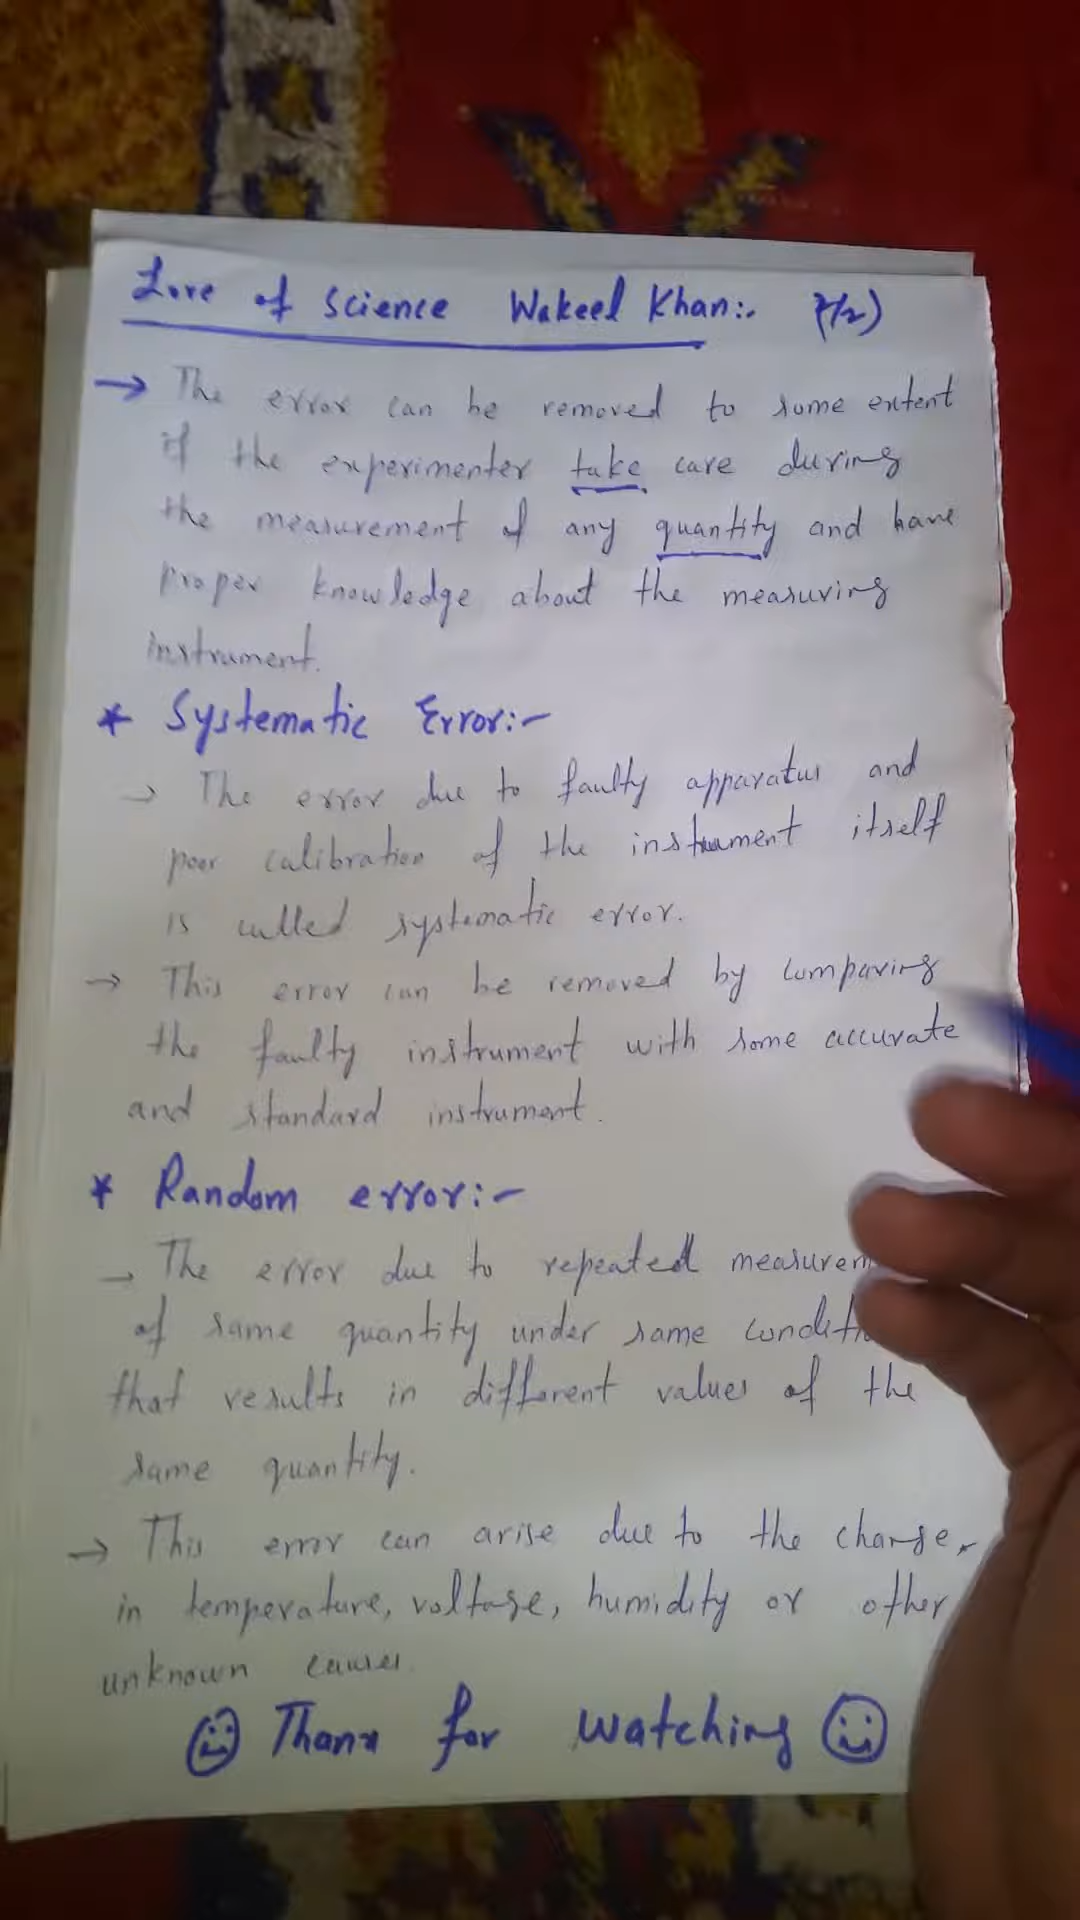 Love of Science Wakeel Khan:.
→ The error can be removed to some extent
if the experimenter take care during
the measurement of any quantity and have
proper knowledge about the measuring
instrument.
* Systematic Error:-
→ The error due to faulty apparatus and
poor calibration of the instrument itself
is called systematic error.
→ This error can be removed by comparing
the faulty instrument with some accurate
and standard instrument.
* Random error:-
→ The error due to repeated measurem
of same quantity under same conditi
that results in different values of the
same quantity.
→ This error can arise due to the change
in temperature, voltage, humidity or other
unknown causes.
☺ Thanx for watching ☺